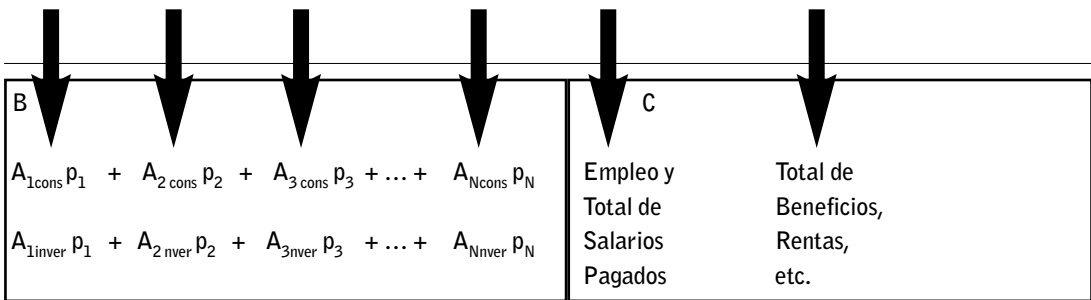 B
A1cons p1 + A2 cons p2 + A3 cons p3 + ... + ANcons pN
A1inver p1 + A2 nver p2 + A3nver p3 + ... + ANnver pN
C
Empleo y
Total de
Salarios
Pagados
Total de
Beneficios,
Rentas,
etc.